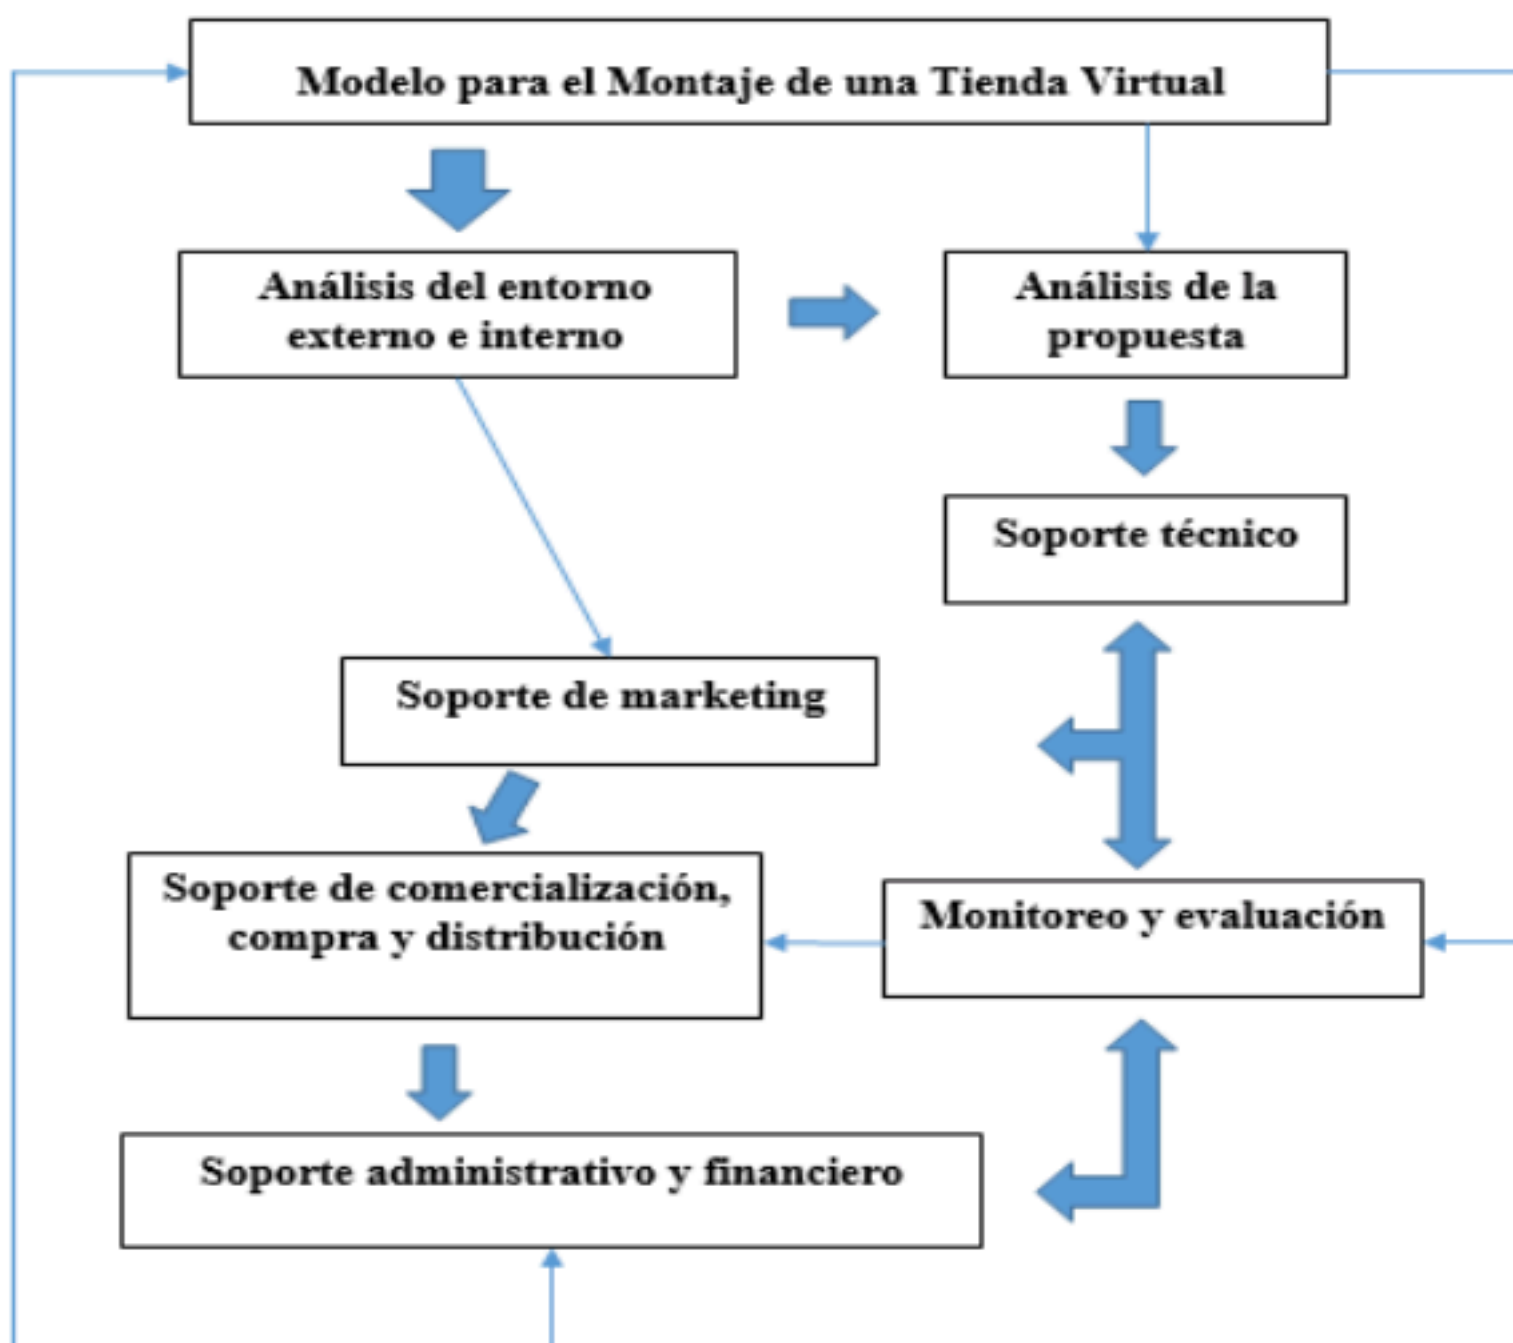 Modelo para el Montaje de una Tienda Virtual
Análisis del entorno
externo e interno
Análisis de la
propuesta
Soporte técnico
Soporte de marketing
Soporte de comercialización,
compra y distribución
Monitoreo y evaluación
Soporte administrativo y financiero